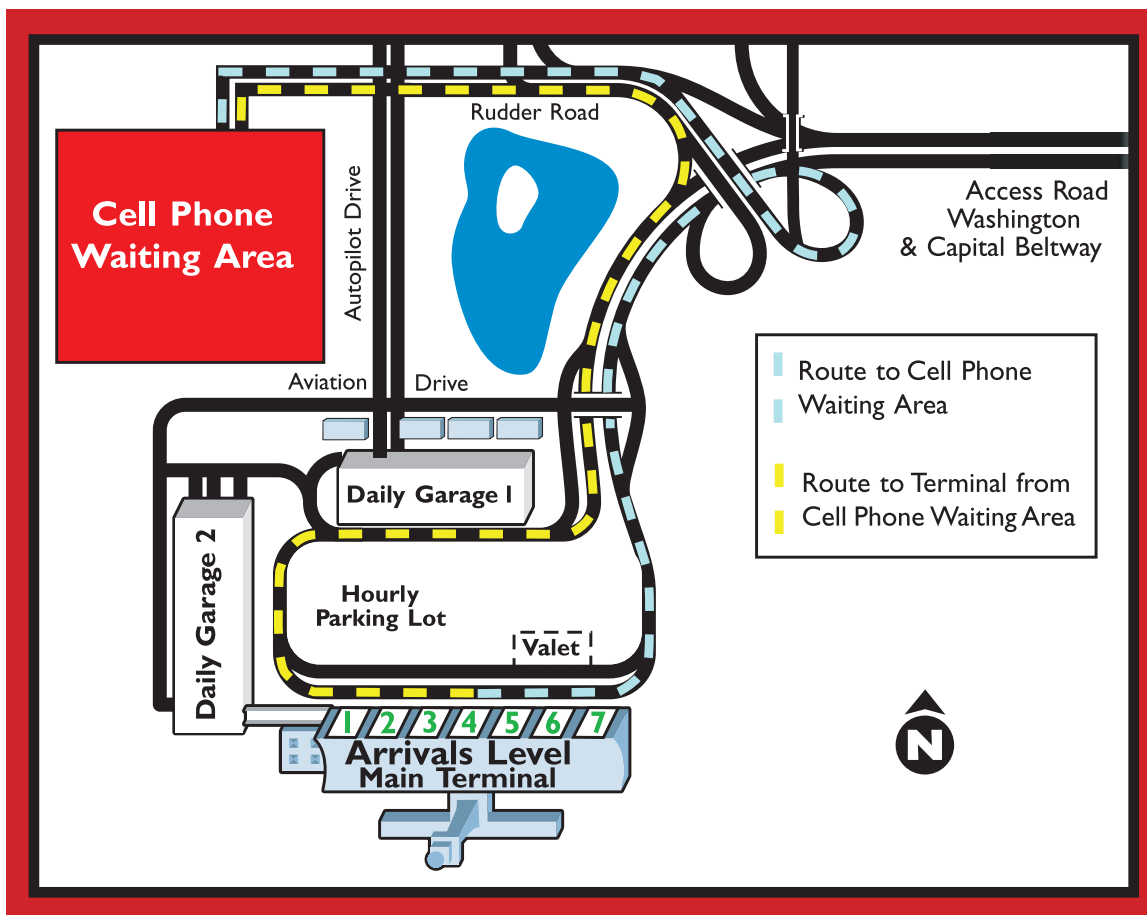 Rudder Road
Cell Phone
Waiting Area
Autopilot Drive
Access Road
Washington
& Capital Beltway
Route to Cell Phone
Waiting Area
Route to Terminal from
Cell Phone Waiting Area
Aviation Drive
Daily Garage 1
Daily Garage 2
Hourly
Parking Lot
Valet
1 2 3 4 5 6 7
Arrivals Level
Main Terminal
N